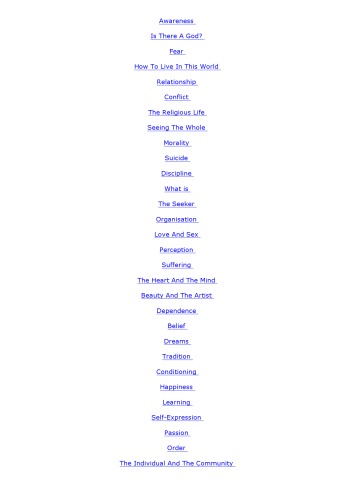 Awareness
Is There A God?
Fear
How To Live In This World
Relationship
Conflict
The Religious Life
Seeing The Whole
Morality
Suicide
Discipline
What is
The Seeker
Organisation
Love And Sex
Perception
Suffering
The Heart And The Mind
Beauty And The Artist
Dependence
Belief
Dreams
Tradition
Conditioning
Happiness
Learning
Self-Expression
Passion
Order
The Individual And The Community